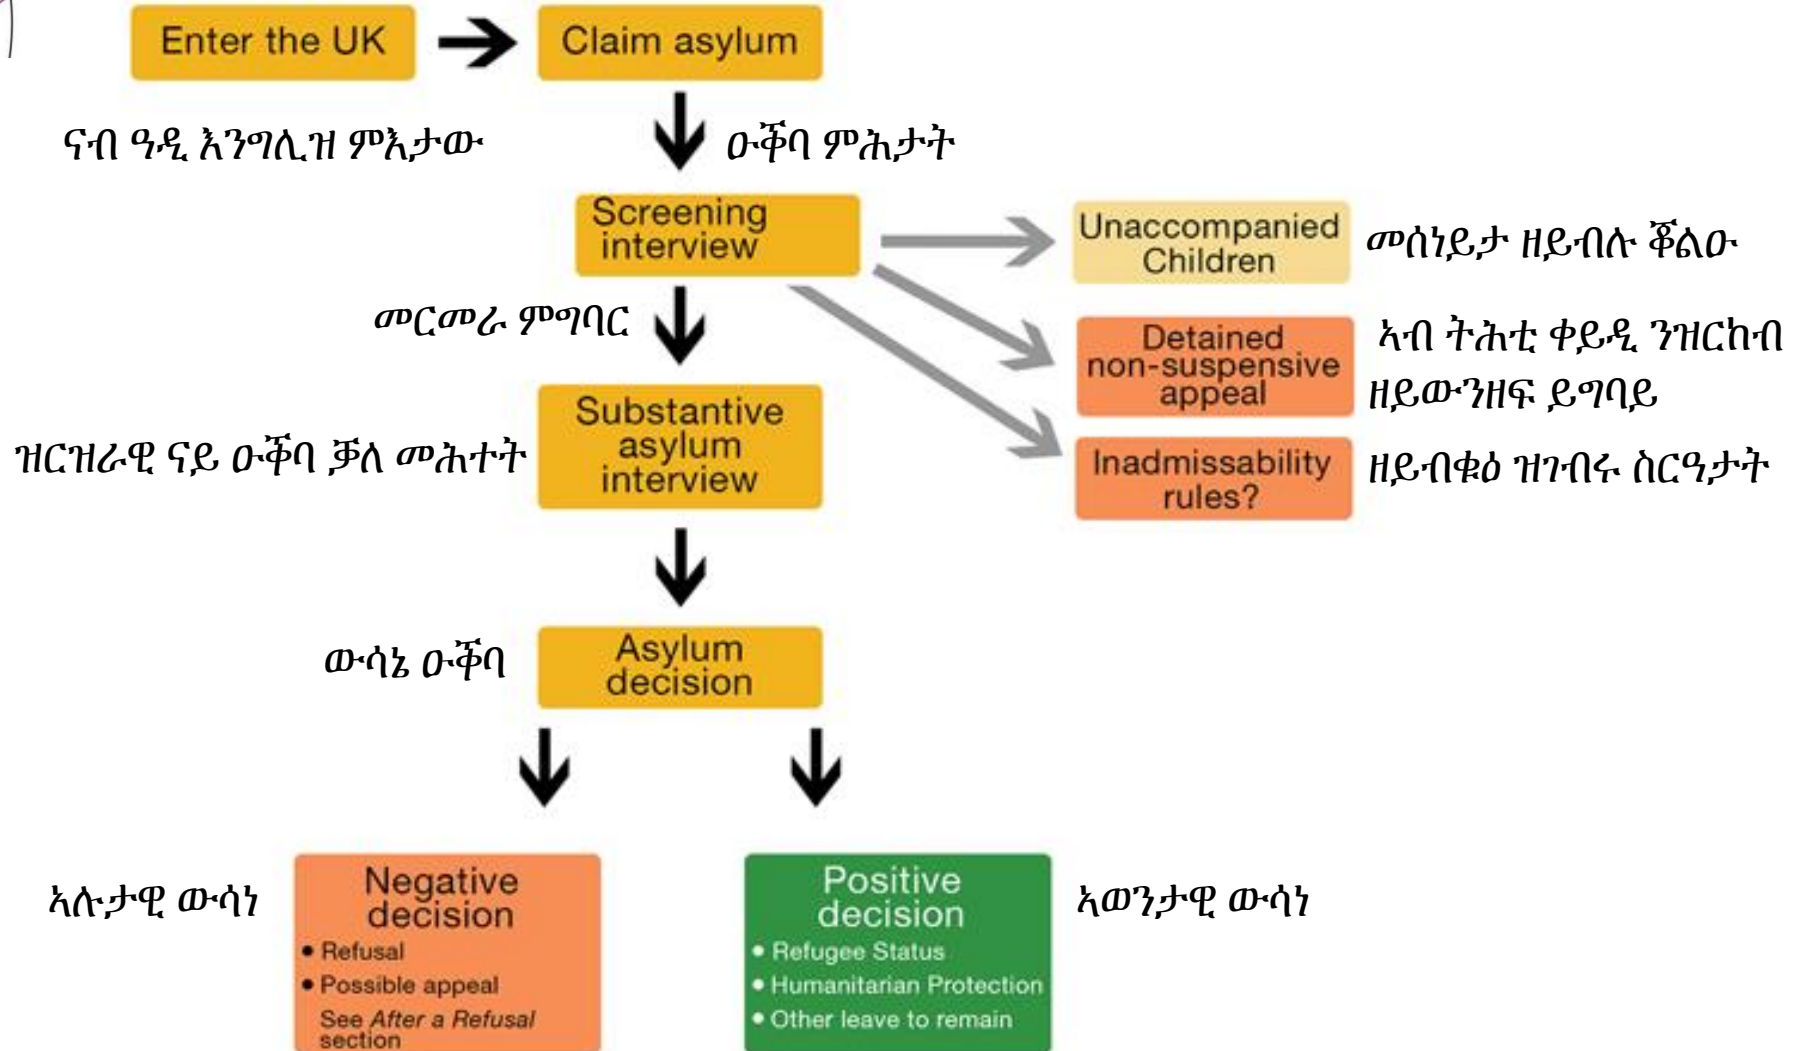 Enter the UK
Claim asylum
ናብ ዓዲ እንግሊዝ ምእታው
ዑቕባ ምሕታት
Screening
interview
Unaccompanied
Children
መሰነይታ ዘይብሉ ቖልዑ
መርመራ ምግባር
Detained
non-suspensive
appeal
ኣብ ትሕቲ ቀይዲ ንዝርከብ
ዘይውንዘፍ ይግባይ
Substantive
asylum
interview
ዝርዝራዊ ናይ ዑቕባ ቓለ መሕተት
Inadmissability
rules?
ዘይብቁዕ ዝገብሩ ስርዓታት
Asylum
decision
ውሳኔ ዑቕባ
ኣሉታዊ ውሳነ
Negative
decision
• Refusal
• Possible appeal
See After a Refusal
section
Positive
decision
• Refugee Status
• Humanitarian Protection
• Other leave to remain
ኣወንታዊ ውሳነ